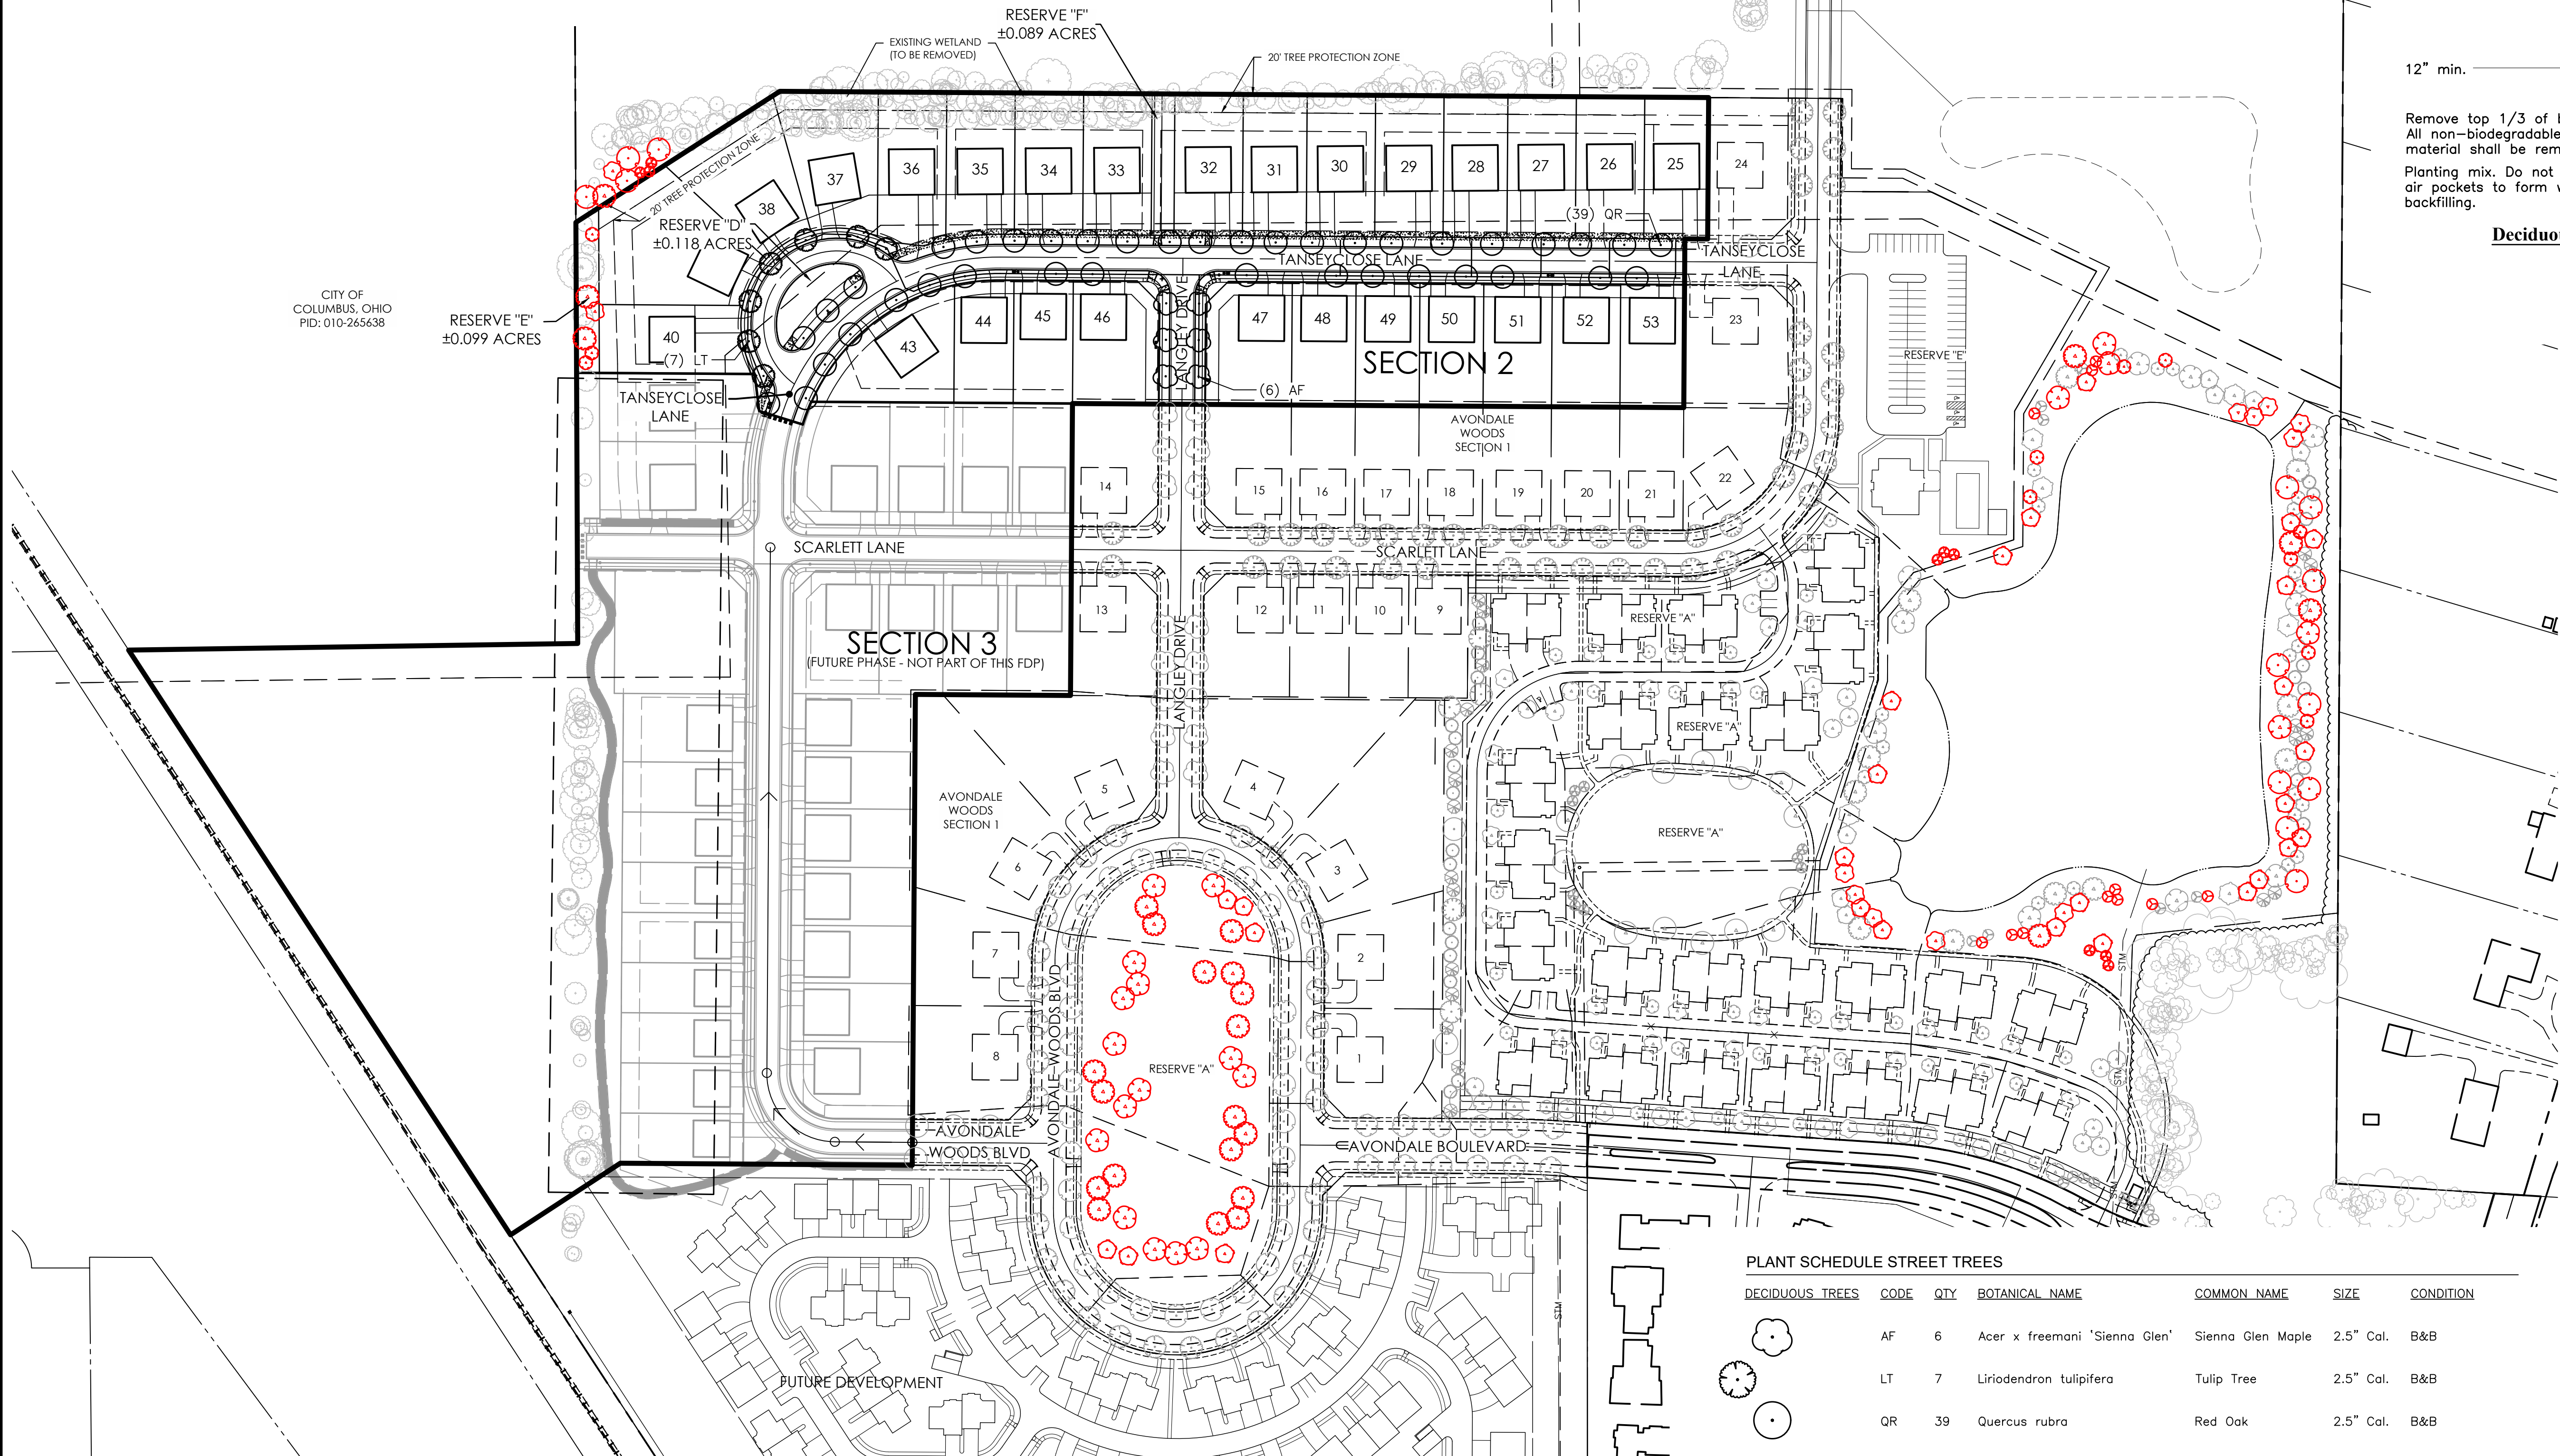 RESERVE "F"
±0.089 ACRES
EXISTING WETLAND
(TO BE REMOVED)
20' TREE PROTECTION ZONE
12” min.
Remove top 1/3 of
All non-biodegradable
material shall be
Planting mix. Do not
air pockets to form
backfilling.
20' TREE PROTECTION ZONE
RESERVE "D"
±0.118 ACRES
38
37
36
35
34
33
32
31
30
29
28
27
26
25
24
(39) QR
TANSEYCLOSE LANE
TANSEYCLOSE
LANE
CITY OF
COLUMBUS, OHIO
PID: 010-265638
RESERVE "E"
±0.099 ACRES
40
(7) LT
43
44
45
46
LANGLEY DRIVE
47
48
49
50
51
52
53
23
SECTION 2
RESERVE "E"
TANSEYCLOSE
LANE
(6) AF
AVONDALE
WOODS
SECTION 1
14
15
16
17
18
19
20
21
22
SCARLETT LANE
SCARLETT LANE
13
12
11
10
9
RESERVE "A"
SECTION 3
(FUTURE PHASE - NOT PART OF THIS FDP)
LANGLEY DRIVE
RESERVE "A"
AVONDALE
WOODS
SECTION 1
5
4
RESERVE "A"
6
3
7
2
AVONDALE WOODS BLVD
8
1
RESERVE "A"
STM
STM
AVONDALE
WOODS BLVD
AVONDALE BOULEVARD
STM
STM
FUTURE DEVELOPMENT
PLANT SCHEDULE STREET TREES
DECIDUOUS TREES CODE QTY BOTANICAL NAME COMMON NAME SIZE CONDITION
AF 6 Acer x freemani 'Sienna Glen' Sienna Glen Maple 2.5” Cal. B&B
LT 7 Liriodendron tulipifera Tulip Tree 2.5” Cal. B&B
QR 39 Quercus rubra Red Oak 2.5” Cal. B&B